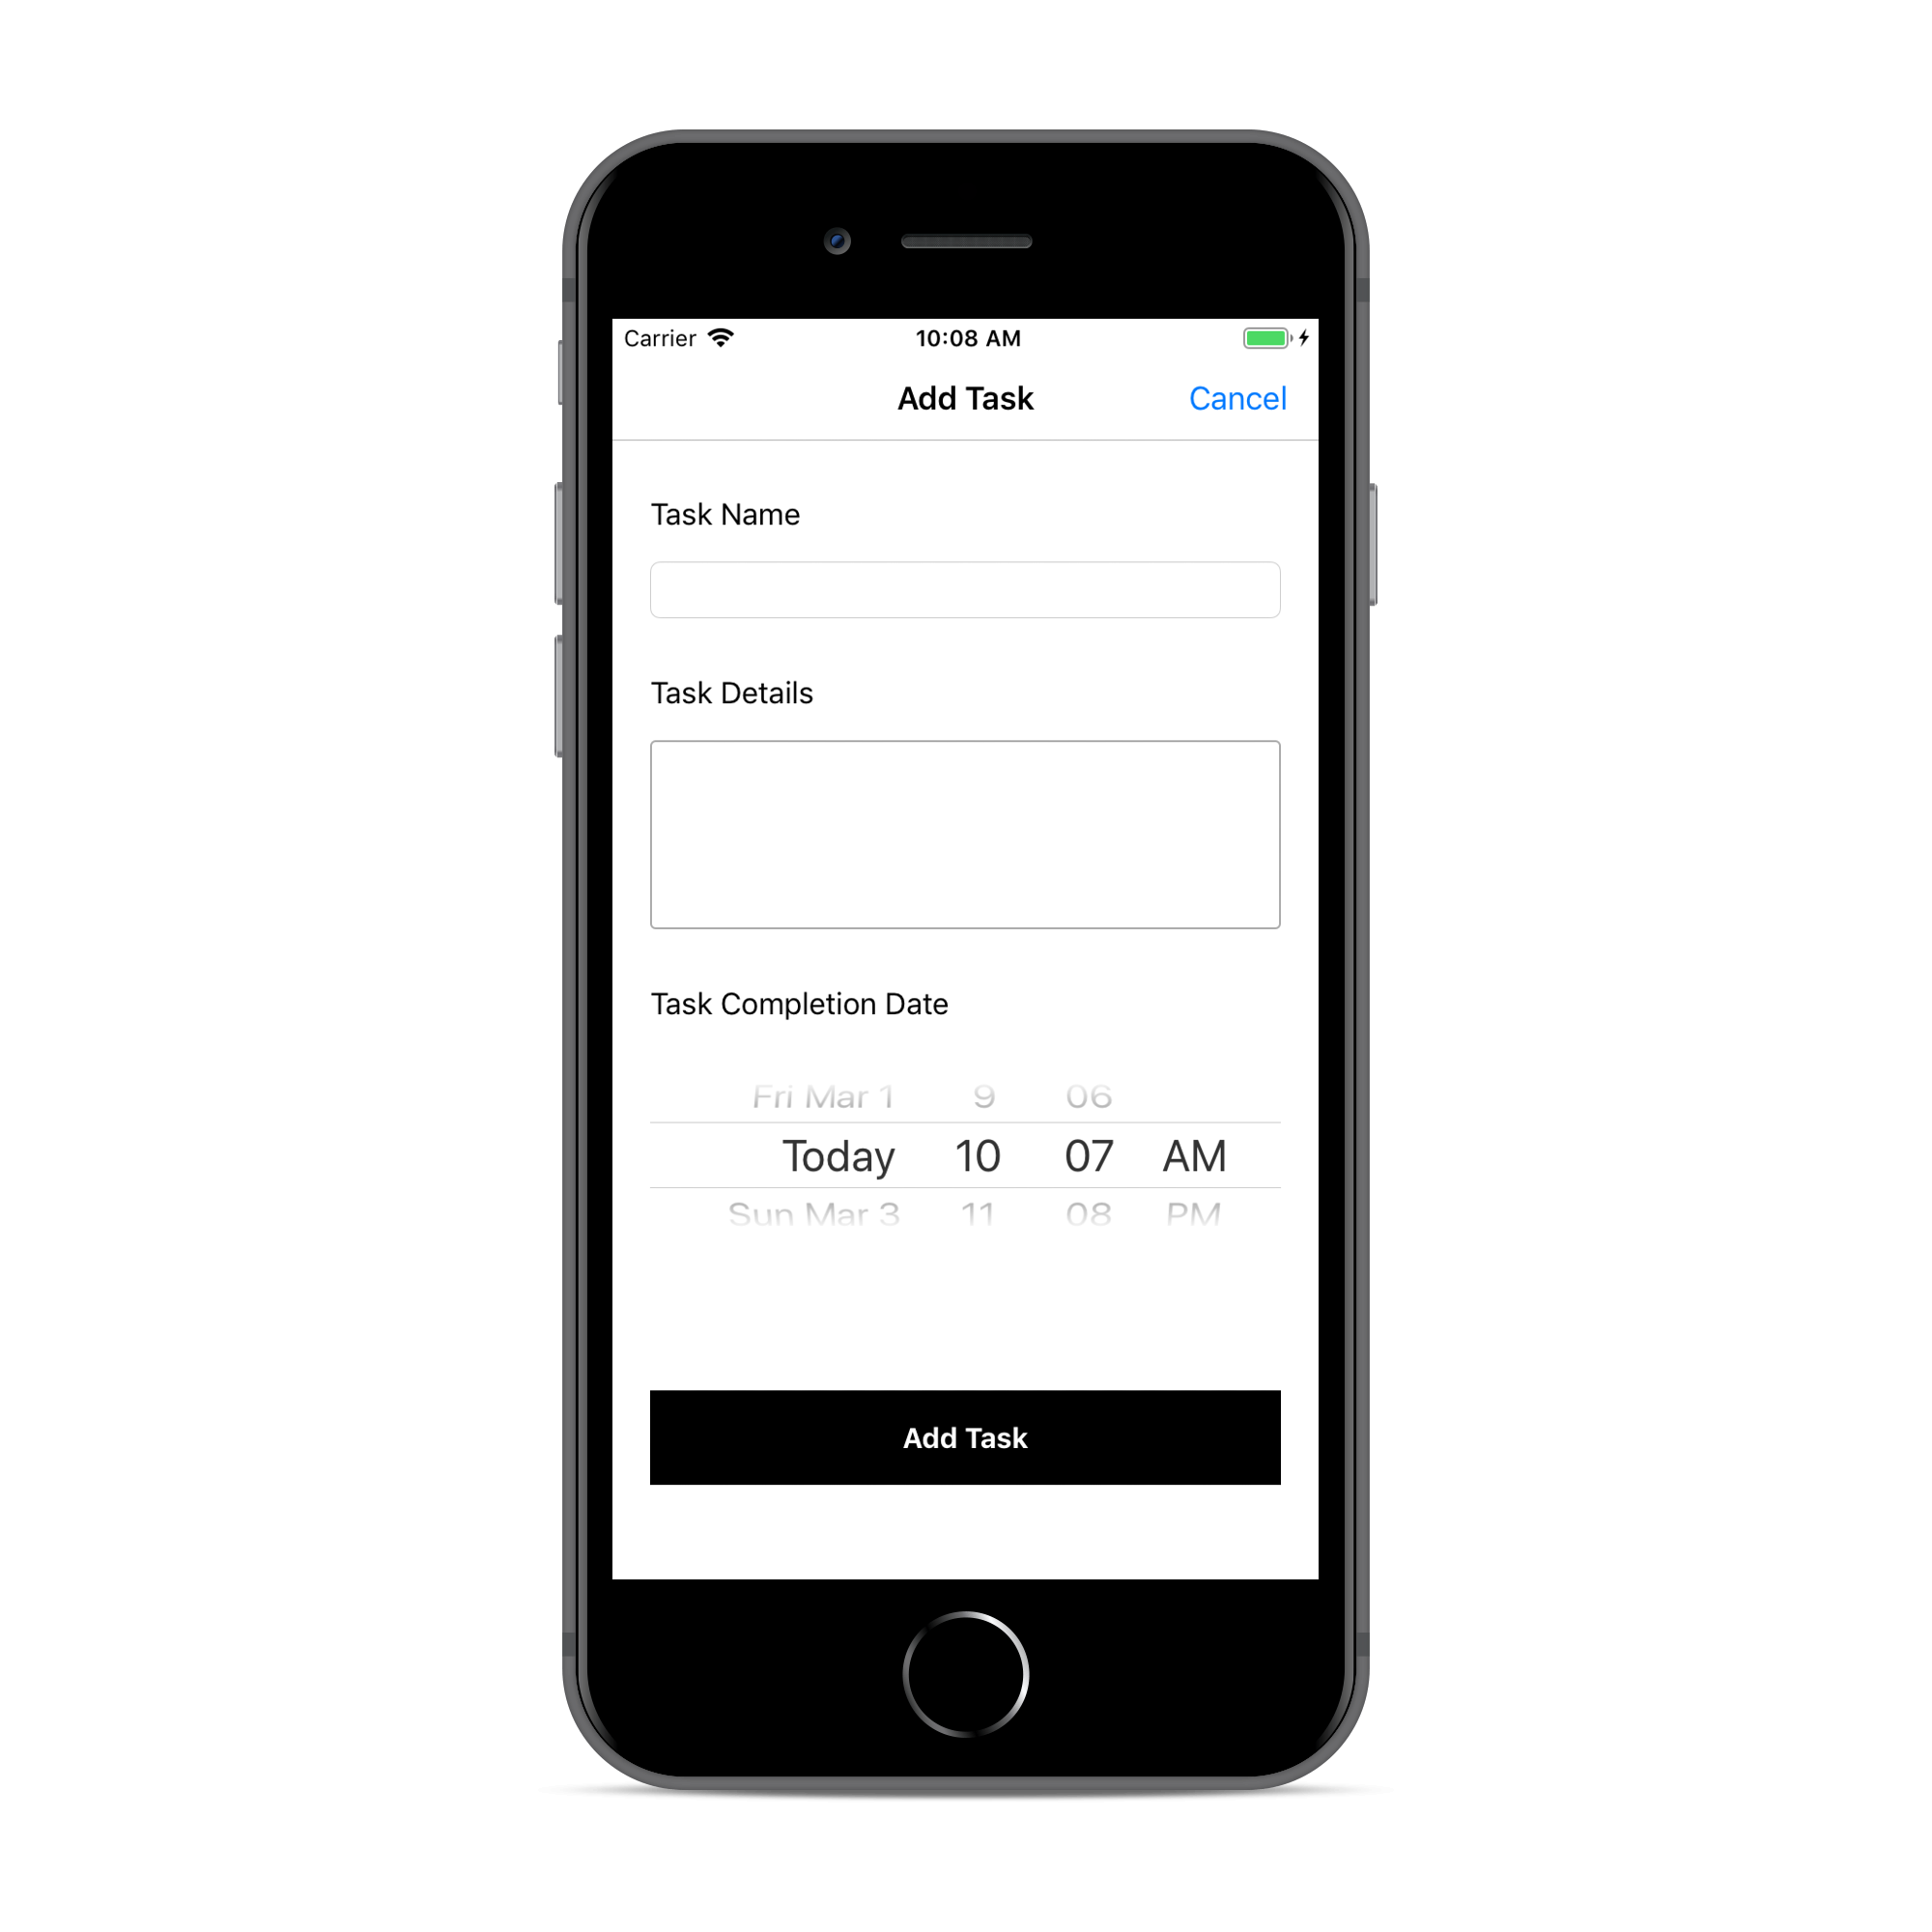 Carrier 10:08 AM
Add Task Cancel
Task Name
Task Details
Task Completion Date
Fri Mar 1 9 06
Today 10 07 AM
Sun Mar 3 11 08 PM
Add Task